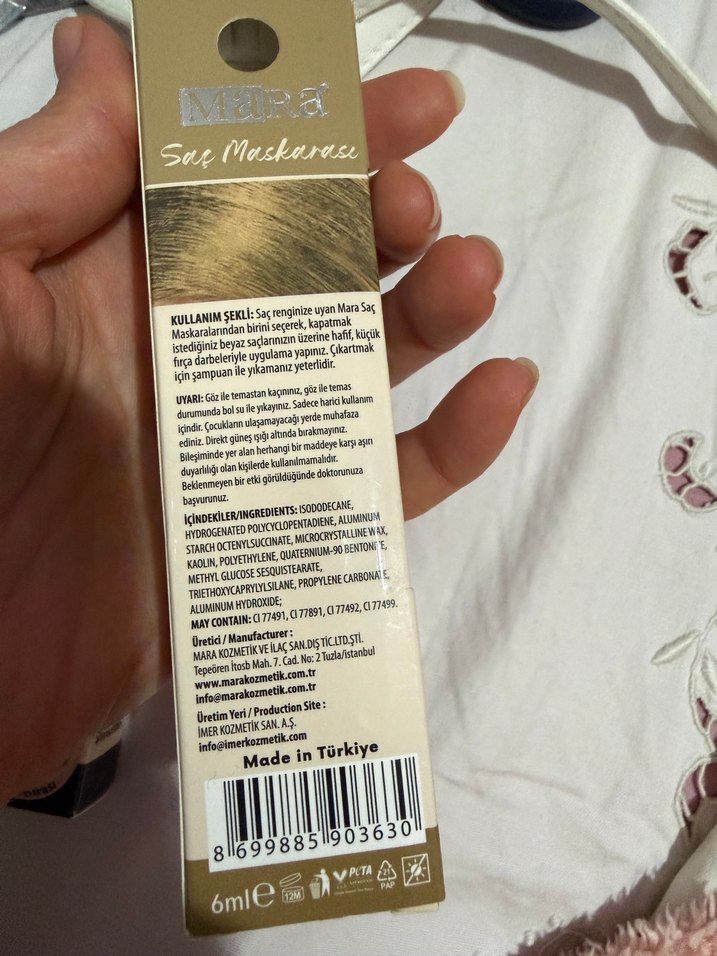 MaRa
Saç Maskarası
KULLANIM ŞEKLİ: Saç renginize uyan Mara Saç
Maskaralarından birini seçerek, kapatmak
istediğiniz beyaz saçlarınızın üzerine hafif, küçük
fırça darbeleriyle uygulama yapınız. Çıkartmak
için şampuan ile yıkamanız yeterlidir.
UYARI: Göz ile temastan kaçınınız, göz ile temas
durumunda bol su ile yıkayınız. Sadece harici kullanım
içindir. Çocukların ulaşamayacağı yerde muhafaza
ediniz. Direkt güneş ışığı altında bırakmayınız.
Bileşiminde yer alan herhangi bir maddeye karşı aşırı
duyarlılığı olan kişilerde kullanılmamalıdır.
Beklenmeyen bir etki görüldüğünde doktorunuza
başvurunuz.
İÇİNDEKİLER/INGREDIENTS: ISODODECANE,
HYDROGENATED POLYCYCLOPENTADIENE, ALUMINUM
STARCH OCTENYLSUCCINATE, MICROCRYSTALLINE WAX,
KAOLIN, POLYETHYLENE, QUATERNIUM-90 BENTONITE,
METHYL GLUCOSE SESQUISTEARATE,
TRIETHOXYCAPRYLYLSILANE, PROPYLENE CARBONATE,
ALUMINUM HYDROXIDE;
MAY CONTAIN: CI 77491, CI 77891, CI 77492, CI 77499.
Üretici / Manufacturer :
MARA KOZMETİK VE İLAÇ SAN.DIŞ TİC.LTD.ŞTİ.
Tepeören İtosb Mah. 7. Cad. No: 2 Tuzla/istanbul
www.marakozmetik.com.tr
info@marakozmetik.com.tr
Üretim Yeri / Production Site :
İMER KOZMETİK SAN. A.Ş.
info@imerkozmetik.com
Made in Türkiye
8 699885 903630
6ml e 12M PETA 21 PAP